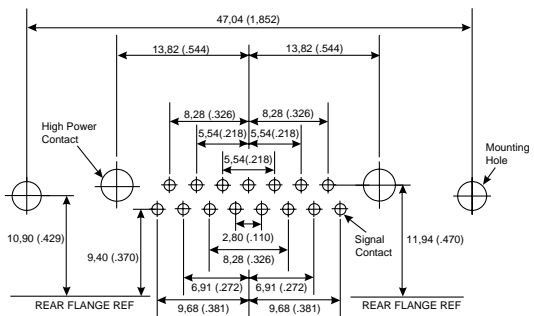 47,04 (1,852)
13,82 (.544)
13,82 (.544)
8,28 (.326)
8,28 (.326)
High Power
Contact
5,54(.218)
5,54(.218)
Mounting
Hole
5,54(.218)
2,80 (.110)
Signal
Contact
10,90 (.429)
9,40 (.370)
8,28 (.326)
11,94 (.470)
6,91 (.272)
6,91 (.272)
REAR FLANGE REF
9,68 (.381)
9,68 (.381)
REAR FLANGE REF